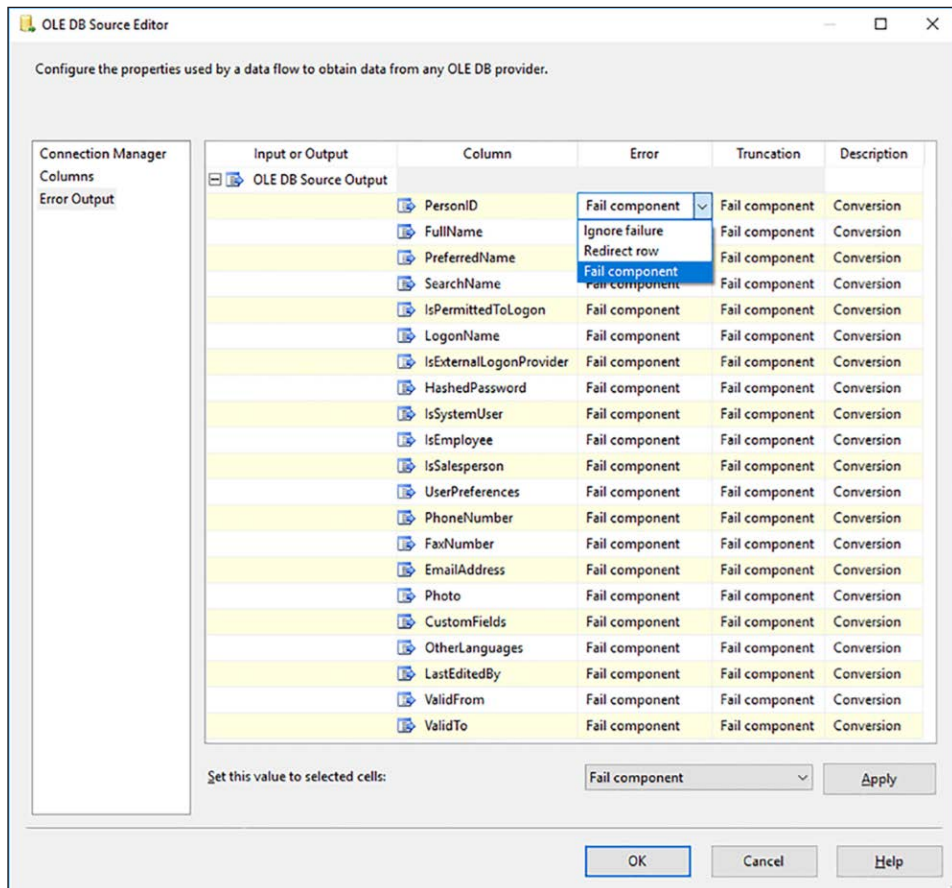 OLE DB Source Editor
Configure the properties used by a data flow to obtain data from any OLE DB provider.
Connection Manager
Columns
Error Output
Input or Output Column Error Truncation Description
OLE DB Source Output
PersonID Fail component Fail component Conversion
FullName Ignore failure Fail component Conversion
PreferredName Redirect row Fail component Conversion
Fail component
SearchName Fail component Fail component Conversion
IsPermittedToLogon Fail component Fail component Conversion
LogonName Fail component Fail component Conversion
IsExternalLogonProvider Fail component Fail component Conversion
HashedPassword Fail component Fail component Conversion
IsSystemUser Fail component Fail component Conversion
IsEmployee Fail component Fail component Conversion
IsSalesperson Fail component Fail component Conversion
UserPreferences Fail component Fail component Conversion
PhoneNumber Fail component Fail component Conversion
FaxNumber Fail component Fail component Conversion
EmailAddress Fail component Fail component Conversion
Photo Fail component Fail component Conversion
CustomFields Fail component Fail component Conversion
OtherLanguages Fail component Fail component Conversion
LastEditedBy Fail component Fail component Conversion
ValidFrom Fail component Fail component Conversion
ValidTo Fail component Fail component Conversion
Set this value to selected cells: Fail component Apply
OK Cancel Help